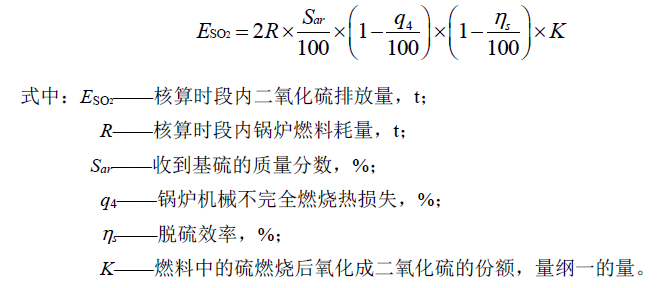 E_SO2 = 2R × S_ar/100 × (1 − q_4/100) × (1 − η_s/100) × K
式中：E_SO2——核算时段内二氧化硫排放量，t；
R——核算时段内锅炉燃料耗量，t；
S_ar——收到基硫的质量分数，%；
q_4——锅炉机械不完全燃烧热损失，%；
η_s——脱硫效率，%；
K——燃料中的硫燃烧后氧化成二氧化硫的份额，量纲一的量。